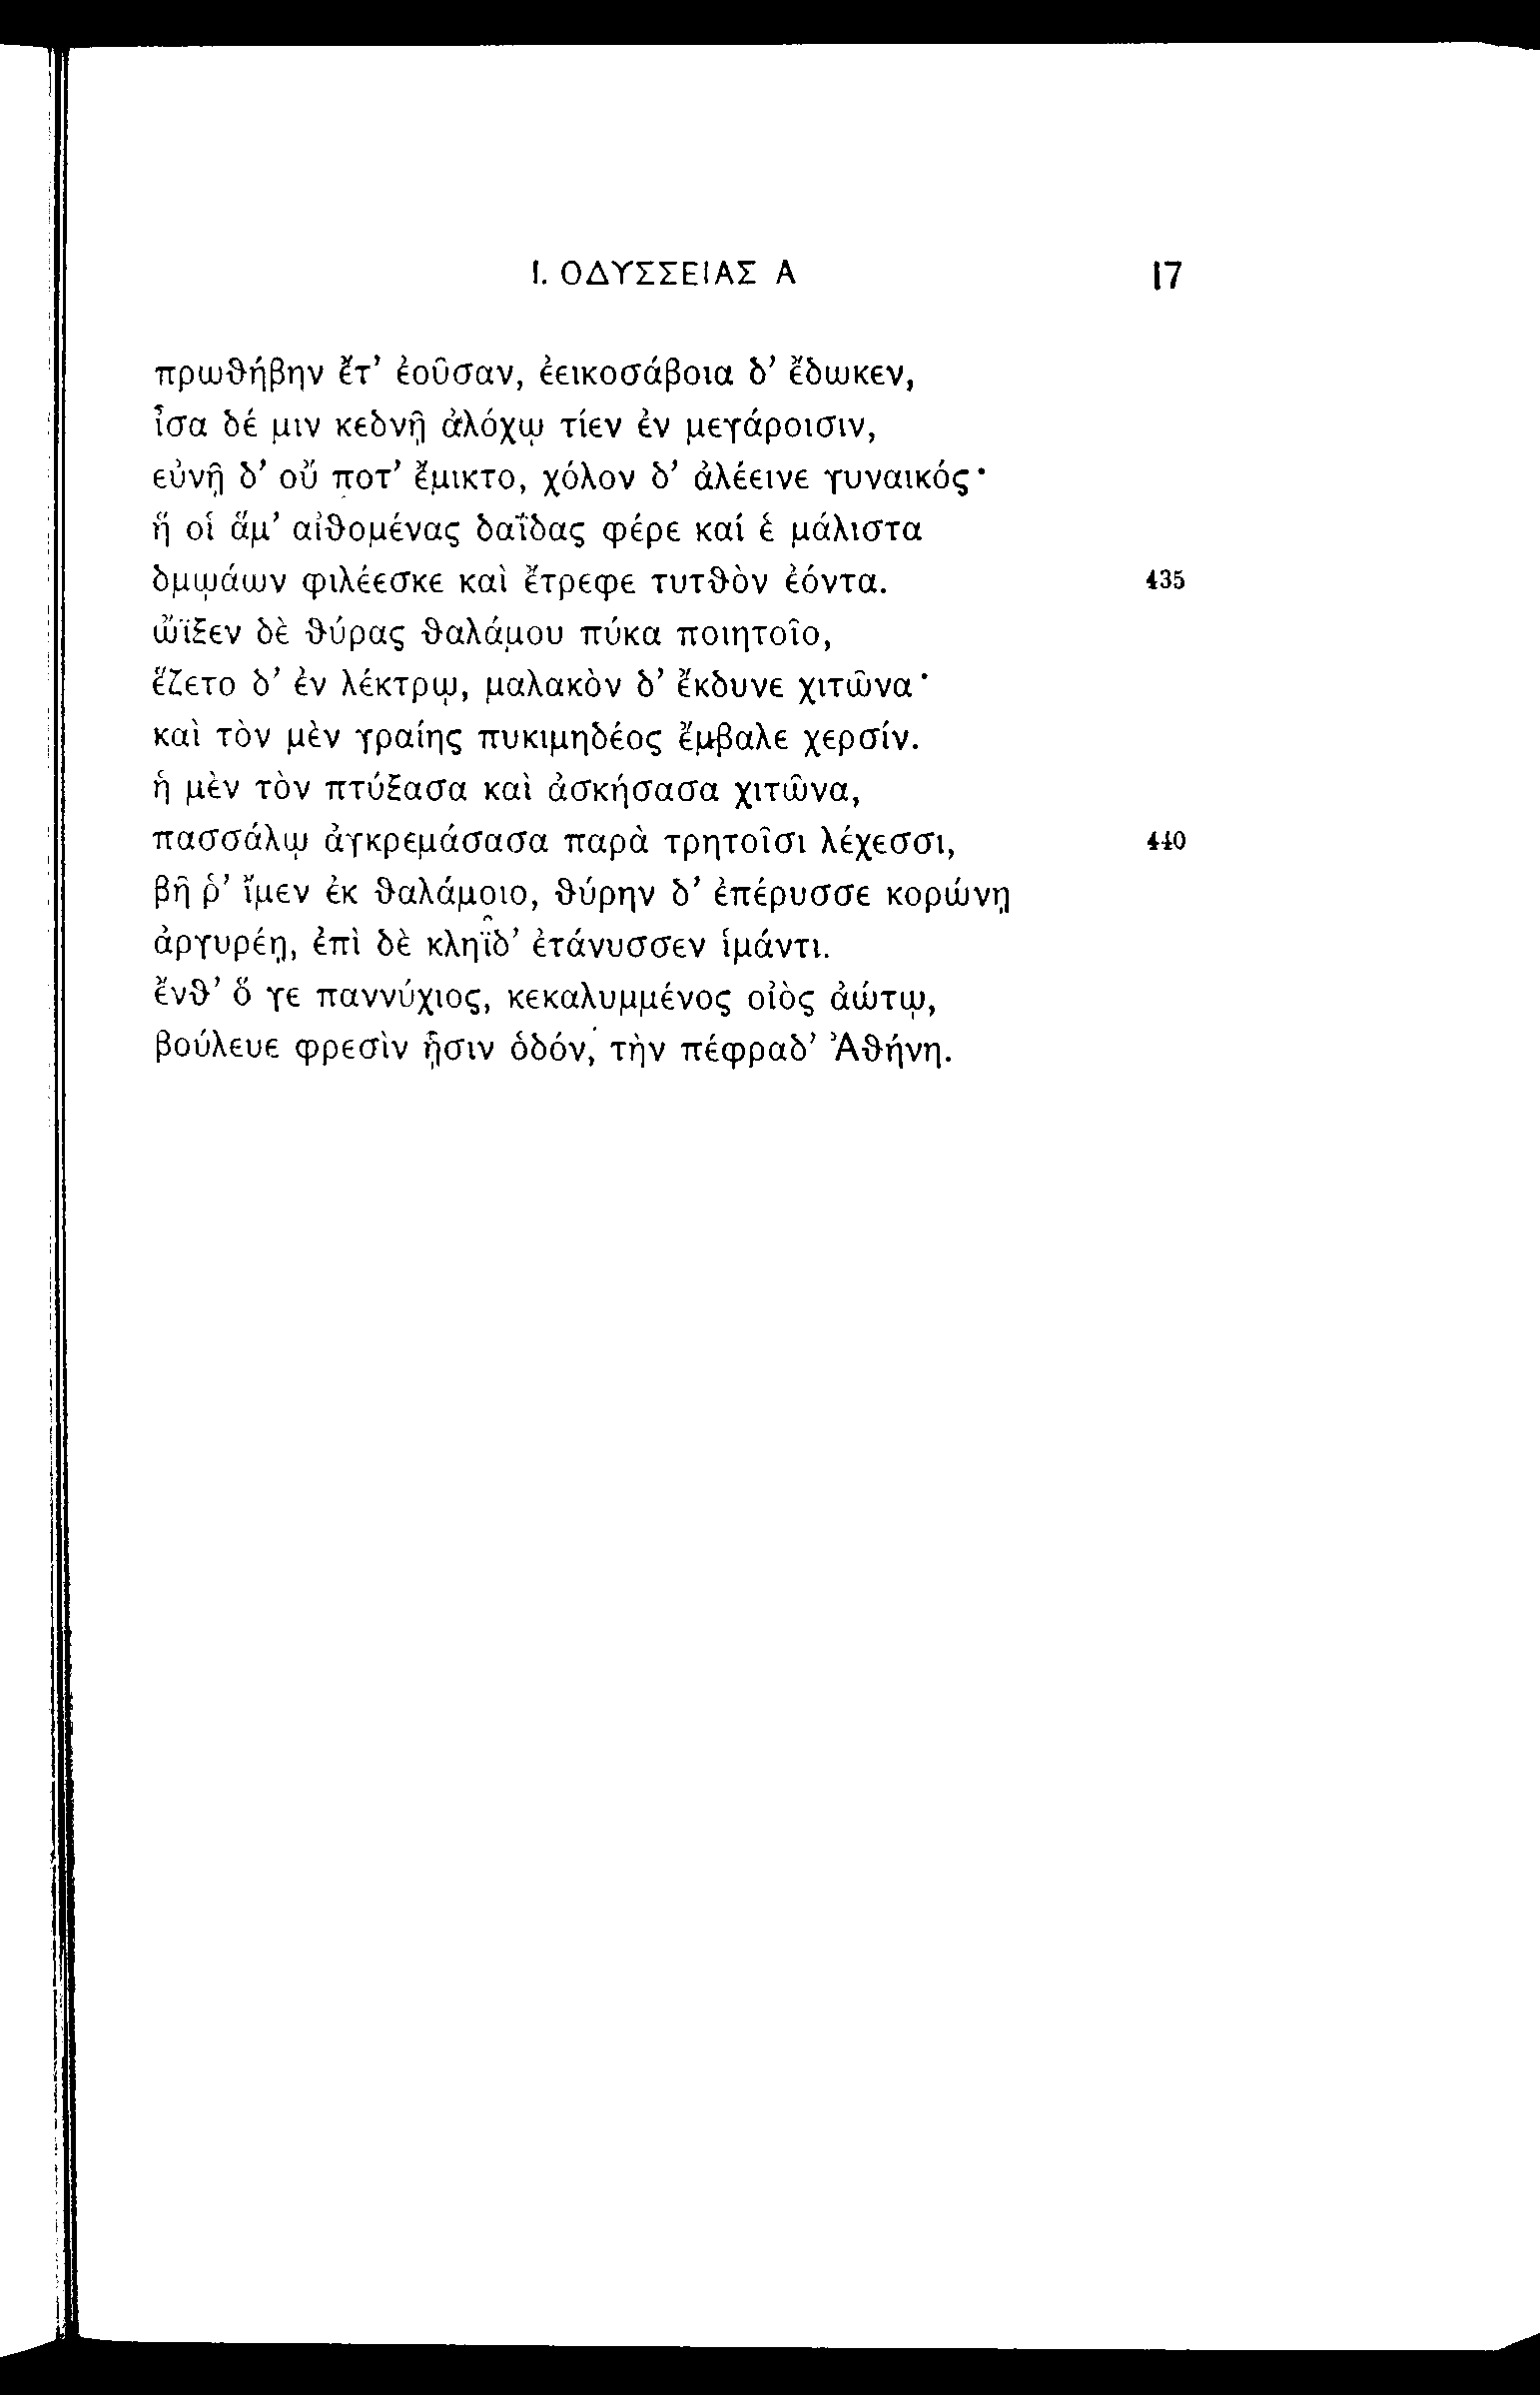 I. ΟΔΥΣΣΕΙΑΣ Α 17
πρωθήβην ἔτ’ ἐοῦσαν, ἐεικοσάβοια δ’ ἔδωκεν,
ἶσα δέ μιν κεδνῇ ἀλόχῳ τίεν ἐν μεγάροισιν,
εὐνῇ δ’ οὔ ποτ’ ἔμικτο, χόλον δ’ ἀλέεινε γυναικός·
ἥ οἱ ἅμ’ αἰθομένας δαΐδας φέρε καί ἑ μάλιστα
δμῳάων φιλέεσκε καὶ ἔτρεφε τυτθὸν ἐόντα. 435
ὤϊξεν δὲ θύρας θαλάμου πύκα ποιητοῖο,
ἕζετο δ’ ἐν λέκτρῳ, μαλακὸν δ’ ἔκδυνε χιτῶνα·
καὶ τὸν μὲν γραίης πυκιμηδέος ἔμβαλε χερσίν.
ἡ μὲν τὸν πτύξασα καὶ ἀσκήσασα χιτῶνα,
πασσάλῳ ἀγκρεμάσασα παρὰ τρητοῖσι λέχεσσι, 440
βῆ ῥ’ ἴμεν ἐκ θαλάμοιο, θύρην δ’ ἐπέρυσσε κορώνῃ
ἀργυρέῃ, ἐπὶ δὲ κληῗδ’ ἐτάνυσσεν ἱμάντι.
ἔνθ’ ὅ γε παννύχιος, κεκαλυμμένος οἰὸς ἀώτῳ,
βούλευε φρεσὶν ᾗσιν ὁδόν, τὴν πέφραδ’ Ἀθήνη.